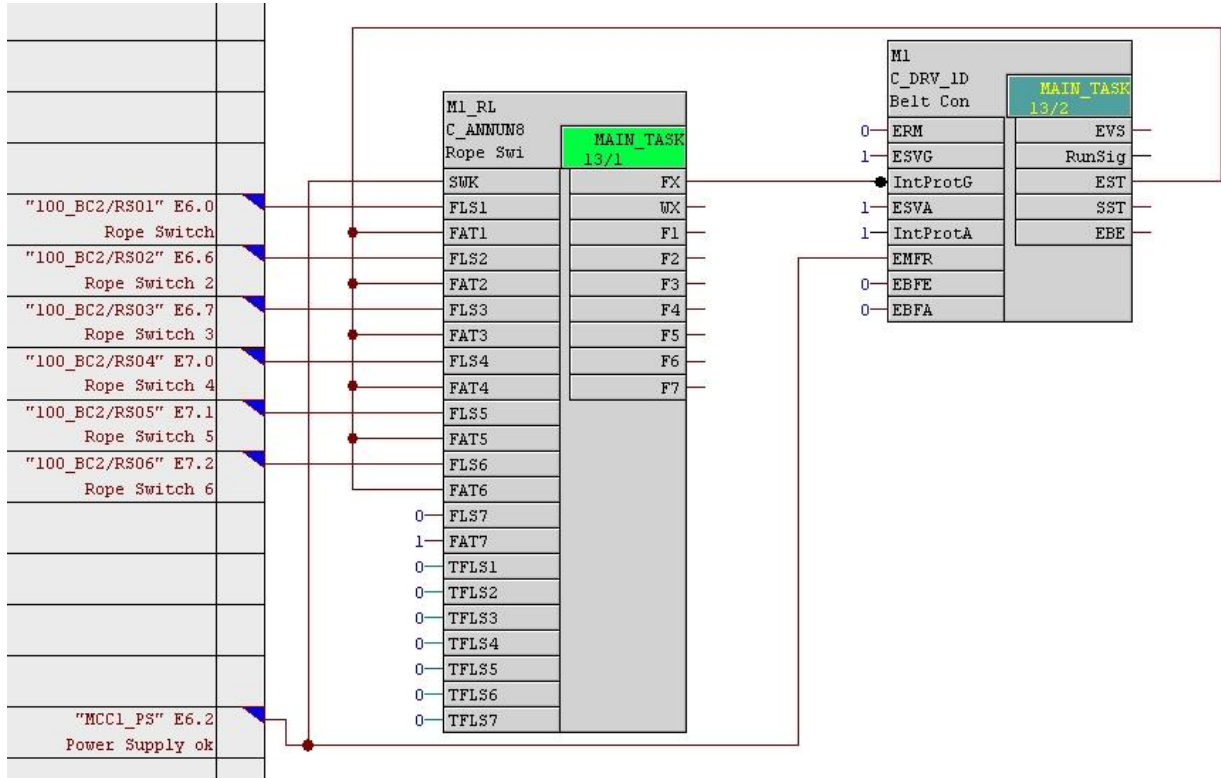 "100_BC2/RS01" E6.0
Rope Switch
"100_BC2/RS02" E6.6
Rope Switch 2
"100_BC2/RS03" E6.7
Rope Switch 3
"100_BC2/RS04" E7.0
Rope Switch 4
"100_BC2/RS05" E7.1
Rope Switch 5
"100_BC2/RS06" E7.2
Rope Switch 6
"MCC1_PS" E6.2
Power Supply ok
M1_RL
C_ANNUN8
Rope Swi
MAIN_TASK
13/1
SWK FX
FLS1 WX
FAT1 F1
FLS2 F2
FAT2 F3
FLS3 F4
FAT3 F5
FLS4 F6
FAT4 F7
FLS5
FAT5
FLS6
FAT6
0 FLS7
1 FAT7
0 TFLS1
0 TFLS2
0 TFLS3
0 TFLS4
0 TFLS5
0 TFLS6
0 TFLS7
M1
C_DRV_1D
Belt Con
MAIN_TASK
13/2
0 ERM EVS
1 ESVG RunSig
IntProtG EST
1 ESVA SST
1 IntProtA EBE
EMFR
0 EBFE
0 EBFA